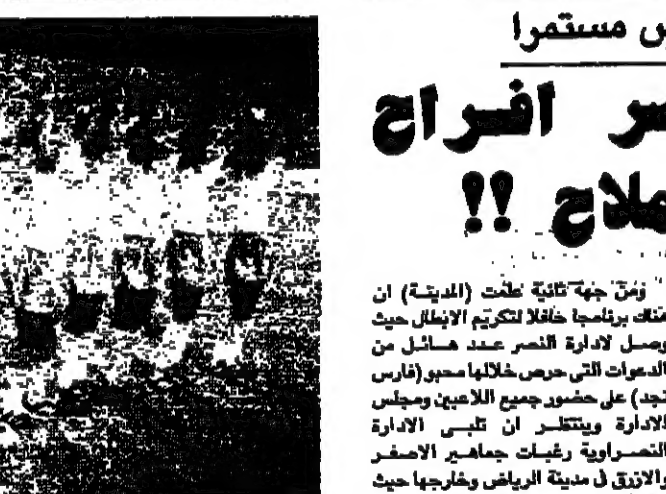 مستمرا
افراح
!!
ومن جهة ثانية علمت (المدينة) ان
هناك برنامجا حافلا لتكريم الابطال حيث
وصل لادارة النصر عدد هائل من
الدعوات التى حرص خلالها محبو (فارس
نجد) على حضور جميع اللاعبين ومجلس
الادارة وينتظر ان تلبى الادارة
النصراوية رغبات جماهير الاصفر
والازرق فى مدينة الرياض وخارجها حيث